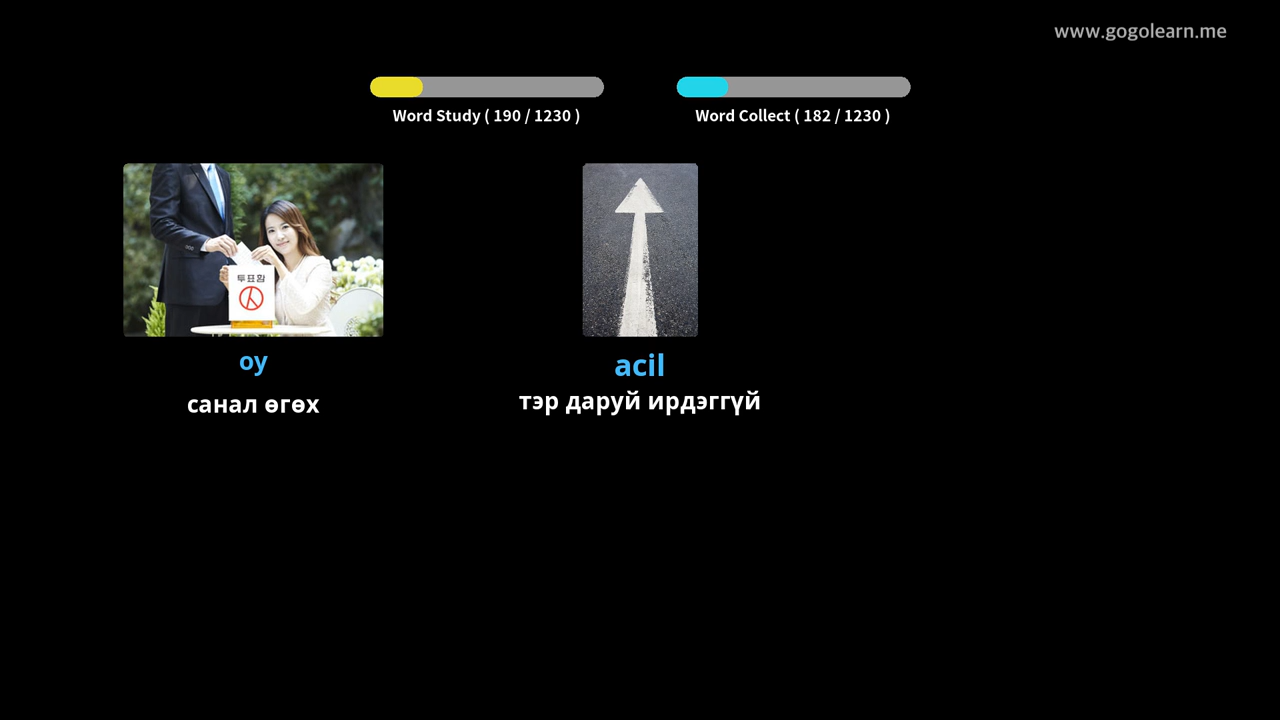 www.gogolearn.me
Word Study ( 190 / 1230 )
Word Collect ( 182 / 1230 )
투표함
oy
санал өгөх
acil
тэр даруй ирдэггүй